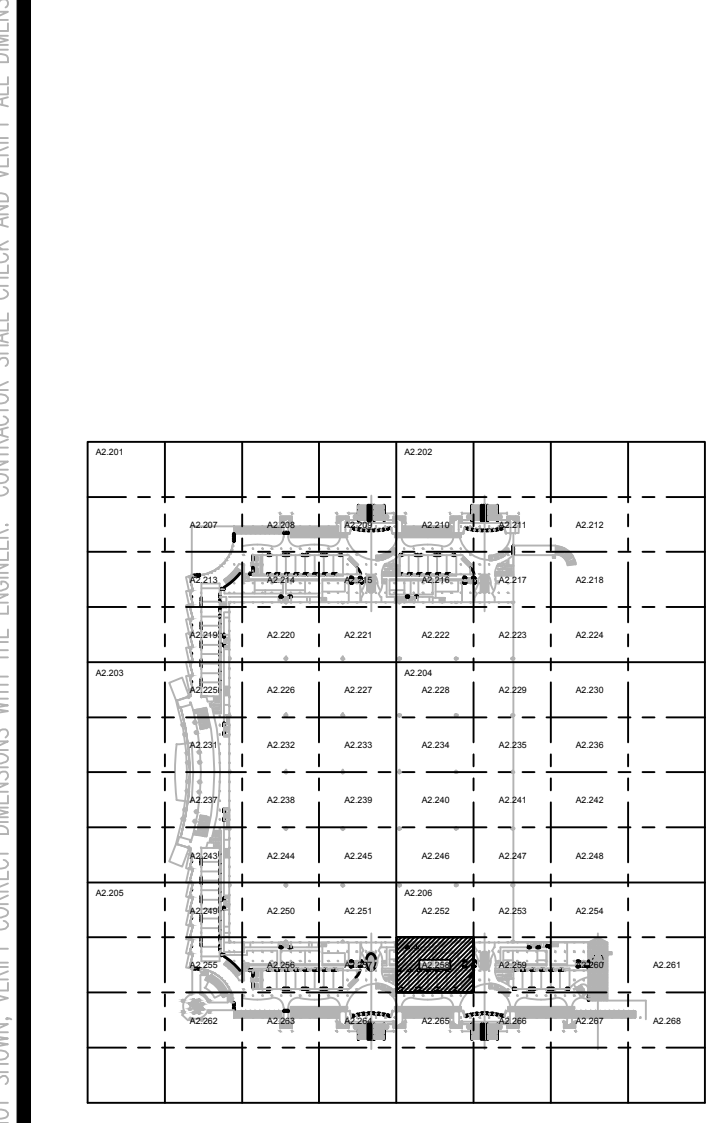 NOT SHOWN, VERIFY CORRECT DIMENSIONS WITH THE ENGINEER. CONTRACTOR SHALL CHECK AND VERIFY ALL
A2.201 A2.202
A2.207 A2.208 A2.209 A2.210 A2.211 A2.212
A2.213 A2.214 A2.215 A2.216 A2.217 A2.218
A2.219 A2.220 A2.221 A2.222 A2.223 A2.224
A2.203 A2.204
A2.225 A2.226 A2.227 A2.228 A2.229 A2.230
A2.231 A2.232 A2.233 A2.234 A2.235 A2.236
A2.237 A2.238 A2.239 A2.240 A2.241 A2.242
A2.243 A2.244 A2.245 A2.246 A2.247 A2.248
A2.205 A2.206
A2.249 A2.250 A2.251 A2.252 A2.253 A2.254
A2.255 A2.256 A2.257 A2.258 A2.259 A2.260 A2.261
A2.262 A2.263 A2.264 A2.265 A2.266 A2.267 A2.268